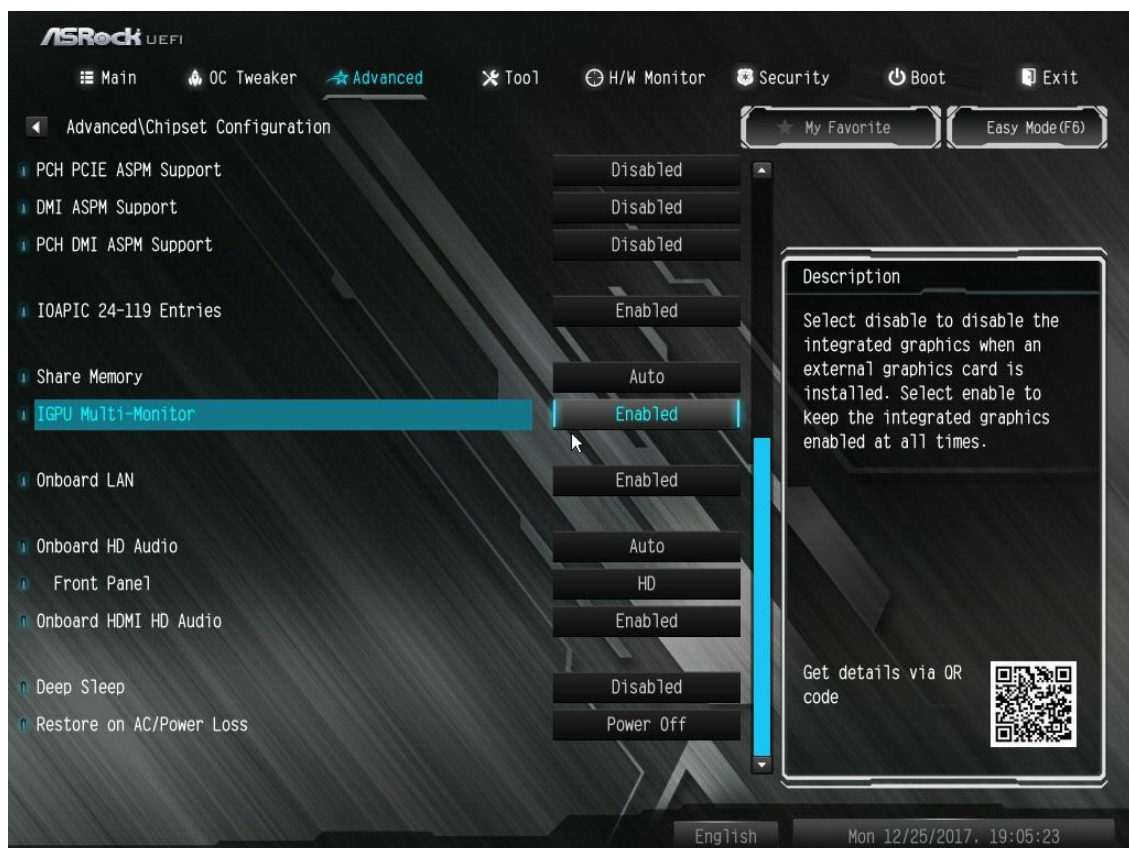 ASRock UEFI
Main OC Tweaker Advanced Tool H/W Monitor Security Boot Exit
Advanced\Chipset Configuration
My Favorite Easy Mode(F6)
PCH PCIE ASPM Support Disabled
DMI ASPM Support Disabled
PCH DMI ASPM Support Disabled
IOAPIC 24-119 Entries Enabled
Share Memory Auto
IGPU Multi-Monitor Enabled
Onboard LAN Enabled
Onboard HD Audio Auto
Front Panel HD
Onboard HDMI HD Audio Enabled
Deep Sleep Disabled
Restore on AC/Power Loss Power Off
Description
Select disable to disable the
integrated graphics when an
external graphics card is
installed. Select enable to
keep the integrated graphics
enabled at all times.
Get details via QR
code
English Mon 12/25/2017, 19:05:23